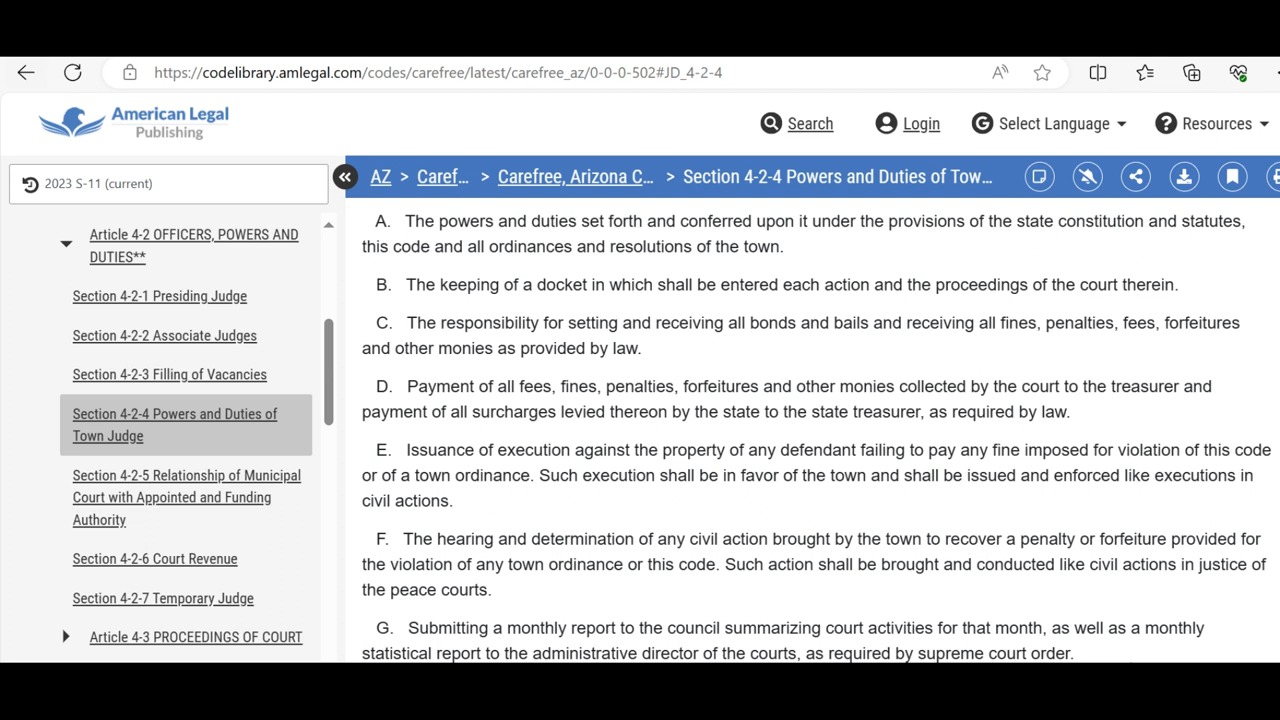 https://codelibrary.amlegal.com/codes/carefree/latest/carefree_az/0-0-0-502#JD_4-2-4
American Legal
Publishing
Search
Login
Select Language
Resources
2023 S-11 (current)
AZ > Caref... > Carefree, Arizona C... > Section 4-2-4 Powers and Duties of Tow...
Article 4-2 OFFICERS, POWERS AND
DUTIES**
Section 4-2-1 Presiding Judge
Section 4-2-2 Associate Judges
Section 4-2-3 Filling of Vacancies
Section 4-2-4 Powers and Duties of
Town Judge
Section 4-2-5 Relationship of Municipal
Court with Appointed and Funding
Authority
Section 4-2-6 Court Revenue
Section 4-2-7 Temporary Judge
Article 4-3 PROCEEDINGS OF COURT
A. The powers and duties set forth and conferred upon it under the provisions of the state constitution and statutes,
this code and all ordinances and resolutions of the town.
B. The keeping of a docket in which shall be entered each action and the proceedings of the court therein.
C. The responsibility for setting and receiving all bonds and bails and receiving all fines, penalties, fees, forfeitures
and other monies as provided by law.
D. Payment of all fees, fines, penalties, forfeitures and other monies collected by the court to the treasurer and
payment of all surcharges levied thereon by the state to the state treasurer, as required by law.
E. Issuance of execution against the property of any defendant failing to pay any fine imposed for violation of this code
or of a town ordinance. Such execution shall be in favor of the town and shall be issued and enforced like executions in
civil actions.
F. The hearing and determination of any civil action brought by the town to recover a penalty or forfeiture provided for
the violation of any town ordinance or this code. Such action shall be brought and conducted like civil actions in justice of
the peace courts.
G. Submitting a monthly report to the council summarizing court activities for that month, as well as a monthly
statistical report to the administrative director of the courts, as required by supreme court order.